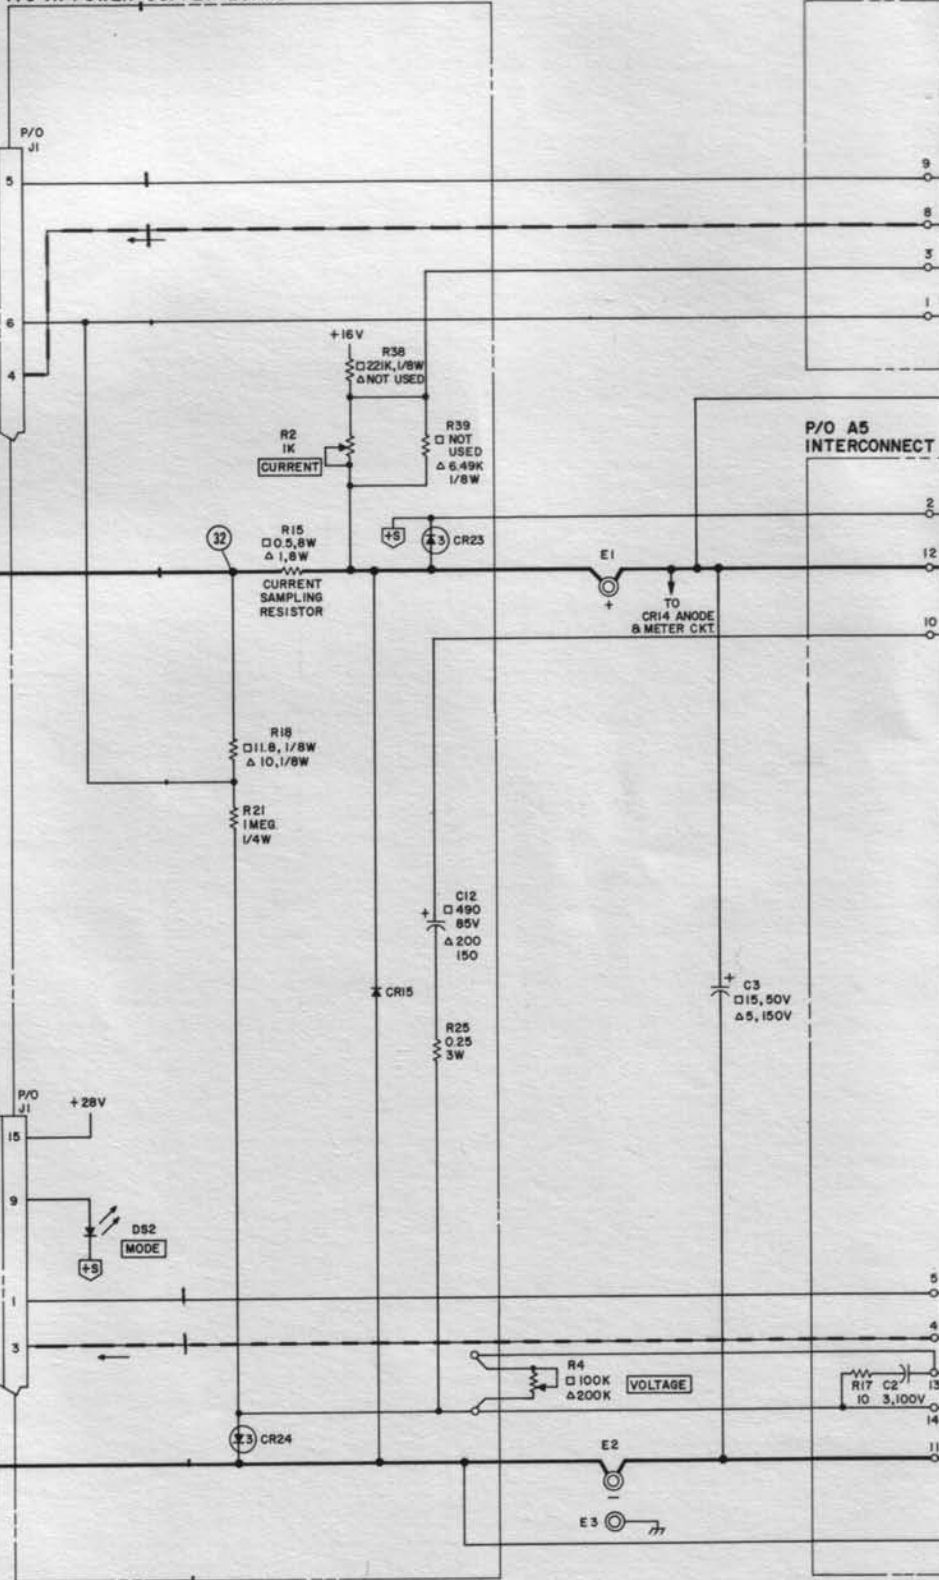 P/O
J1
5
9
8
3
6
1
+16V
4
R38
□221K,1/8W
△NOT USED
R2
1K
CURRENT
R39
□ NOT
USED
△ 6.49K
1/8W
P/O A5
INTERCONNECT
2
32
R15
□0.5,8W
△ 1,8W
+S
3
CR23
E1
12
CURRENT
SAMPLING
RESISTOR
+
TO
CR14 ANODE
& METER CKT.
10
R18
□11.8, 1/8W
△ 10,1/8W
R21
1 MEG.
1/4W
C12
+ □ 490
85V
△ 200
150
CR15
+
C3
□15,50V
△5,150V
R25
0.25
3W
P/O
J1
+28V
15
9
DS2
MODE
+S
5
1
4
3
R4
□ 100K
△200K
VOLTAGE
R17
10
C2
3,100V
13
14
3
CR24
E2
11
−
E3